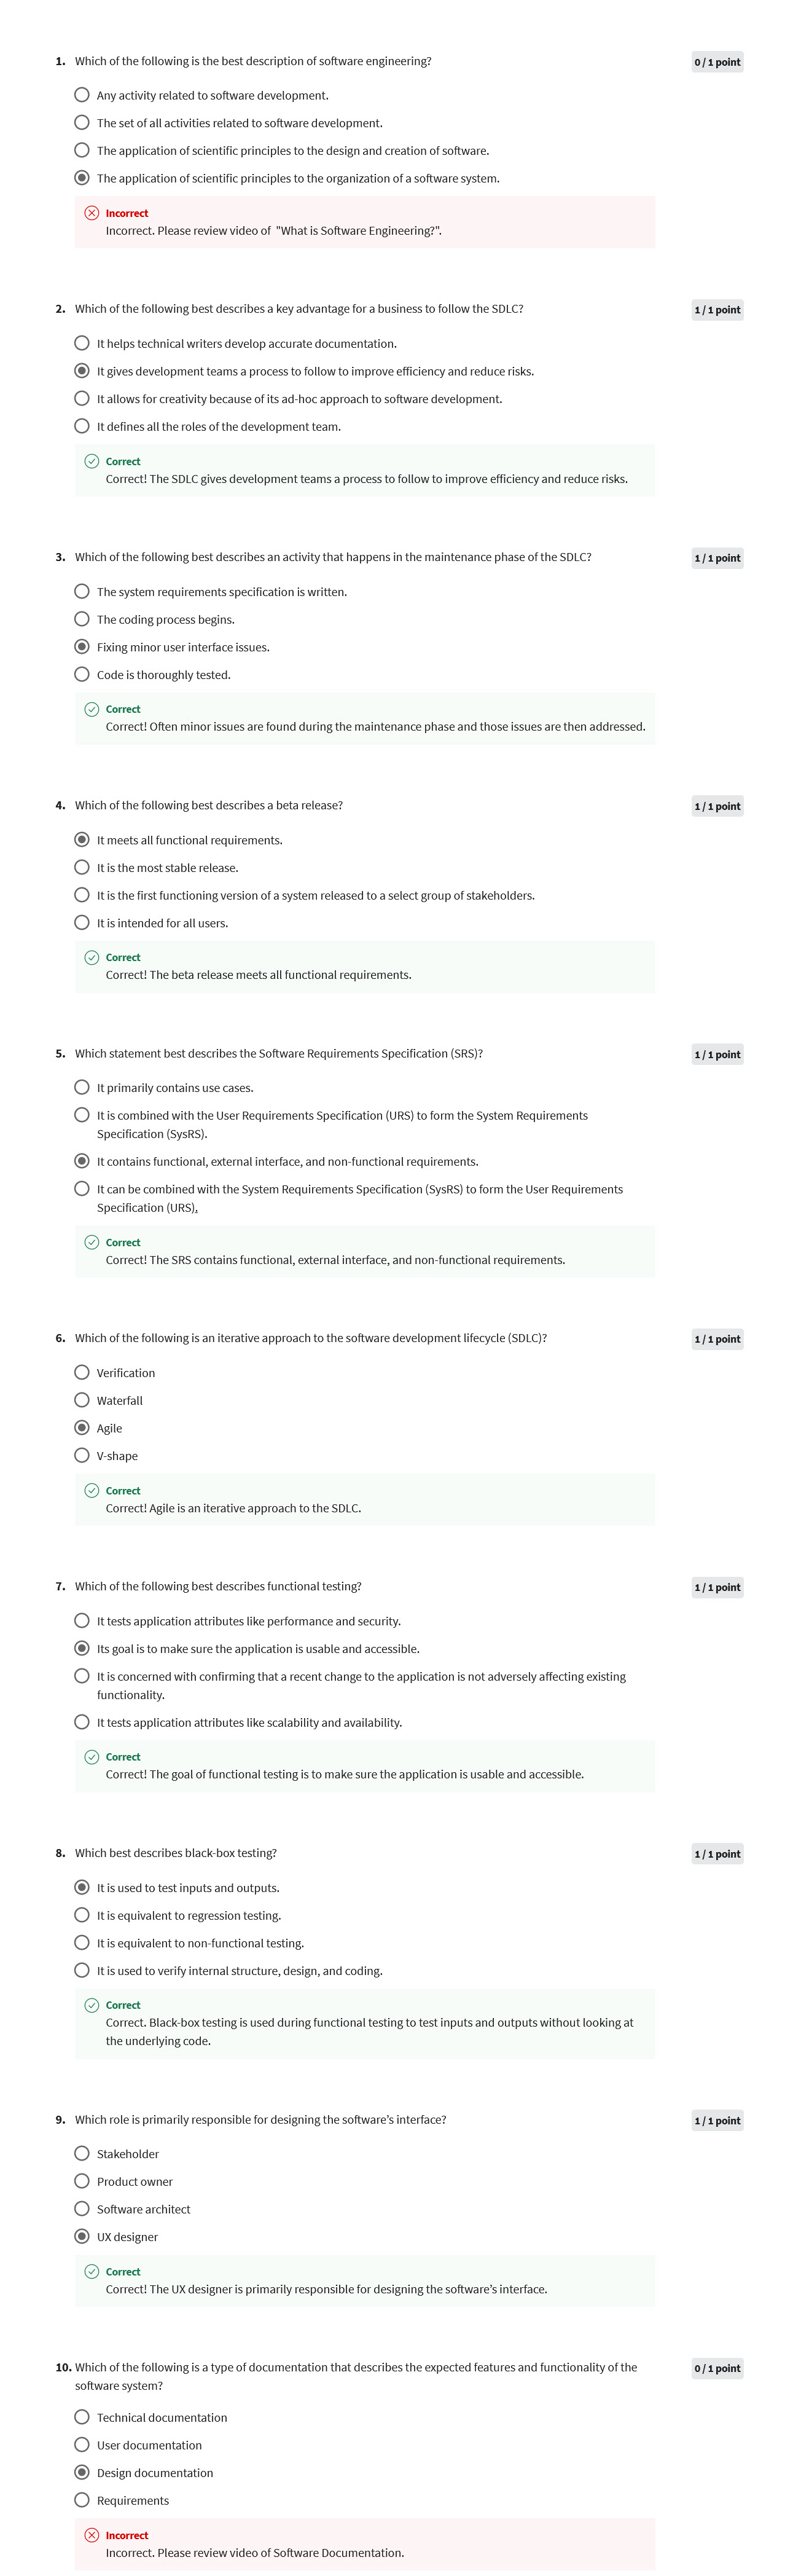 1. Which of the following is the best description of software engineering?
0 / 1 point
Any activity related to software development.
The set of all activities related to software development.
The application of scientific principles to the design and creation of software.
The application of scientific principles to the organization of a software system.
Incorrect
Incorrect. Please review video of "What is Software Engineering?".
2. Which of the following best describes a key advantage for a business to follow the SDLC?
1 / 1 point
It helps technical writers develop accurate documentation.
It gives development teams a process to follow to improve efficiency and reduce risks.
It allows for creativity because of its ad-hoc approach to software development.
It defines all the roles of the development team.
Correct
Correct! The SDLC gives development teams a process to follow to improve efficiency and reduce risks.
3. Which of the following best describes an activity that happens in the maintenance phase of the SDLC?
1 / 1 point
The system requirements specification is written.
The coding process begins.
Fixing minor user interface issues.
Code is thoroughly tested.
Correct
Correct! Often minor issues are found during the maintenance phase and those issues are then addressed.
4. Which of the following best describes a beta release?
1 / 1 point
It meets all functional requirements.
It is the most stable release.
It is the first functioning version of a system released to a select group of stakeholders.
It is intended for all users.
Correct
Correct! The beta release meets all functional requirements.
5. Which statement best describes the Software Requirements Specification (SRS)?
1 / 1 point
It primarily contains use cases.
It is combined with the User Requirements Specification (URS) to form the System Requirements
Specification (SysRS).
It contains functional, external interface, and non-functional requirements.
It can be combined with the System Requirements Specification (SysRS) to form the User Requirements
Specification (URS),
Correct
Correct! The SRS contains functional, external interface, and non-functional requirements.
6. Which of the following is an iterative approach to the software development lifecycle (SDLC)?
1 / 1 point
Verification
Waterfall
Agile
V-shape
Correct
Correct! Agile is an iterative approach to the SDLC.
7. Which of the following best describes functional testing?
1 / 1 point
It tests application attributes like performance and security.
Its goal is to make sure the application is usable and accessible.
It is concerned with confirming that a recent change to the application is not adversely affecting existing
functionality.
It tests application attributes like scalability and availability.
Correct
Correct! The goal of functional testing is to make sure the application is usable and accessible.
8. Which best describes black-box testing?
1 / 1 point
It is used to test inputs and outputs.
It is equivalent to regression testing.
It is equivalent to non-functional testing.
It is used to verify internal structure, design, and coding.
Correct
Correct. Black-box testing is used during functional testing to test inputs and outputs without looking at
the underlying code.
9. Which role is primarily responsible for designing the software’s interface?
1 / 1 point
Stakeholder
Product owner
Software architect
UX designer
Correct
Correct! The UX designer is primarily responsible for designing the software’s interface.
10. Which of the following is a type of documentation that describes the expected features and functionality of the
software system?
0 / 1 point
Technical documentation
User documentation
Design documentation
Requirements
Incorrect
Incorrect. Please review video of Software Documentation.